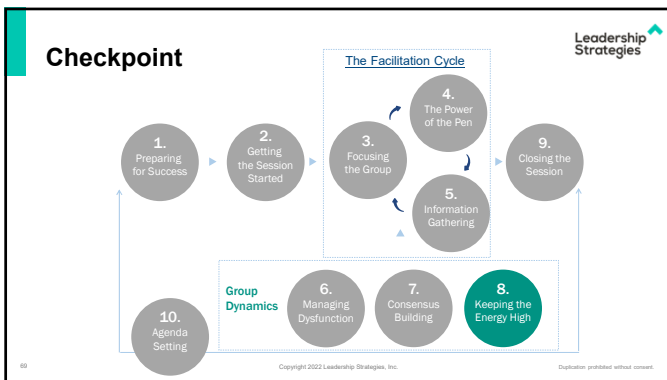 Checkpoint
Leadership
Strategies
The Facilitation Cycle
1.
Preparing
for Success
2.
Getting
the Session
Started
3.
Focusing
the Group
4.
The Power
of the Pen
5.
Information
Gathering
9.
Closing the
Session
Group
Dynamics
6.
Managing
Dysfunction
7.
Consensus
Building
8.
Keeping the
Energy High
10.
Agenda
Setting
69
Copyright 2022 Leadership Strategies, Inc.
Duplication prohibited without consent.